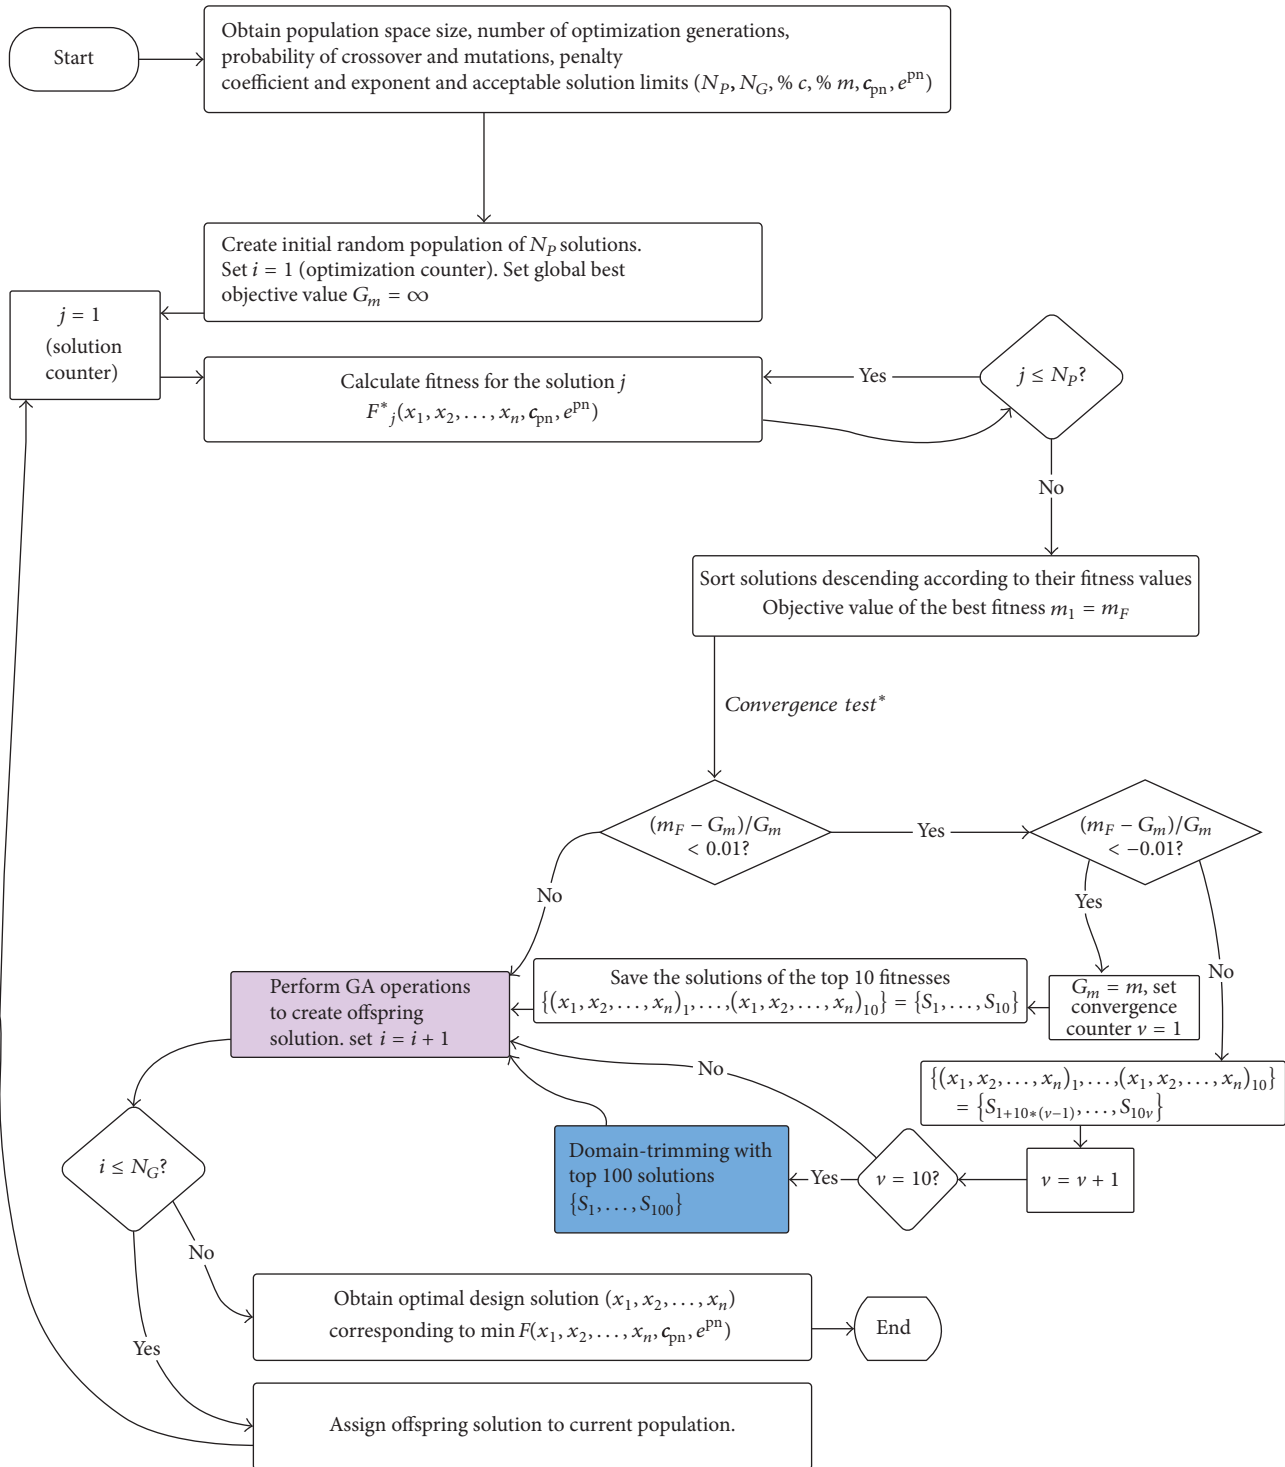 Start
Obtain population space size, number of optimization generations,
probability of crossover and mutations, penalty
coefficient and exponent and acceptable solution limits (N_P, N_G, % c, % m, c_pn, e^pn)
Create initial random population of N_P solutions.
Set i = 1 (optimization counter). Set global best
objective value G_m = ∞
j = 1
(solution
counter)
Calculate fitness for the solution j
F*_j(x_1, x_2, . . . , x_n, c_pn, e^pn)
Yes
j ≤ N_P?
No
Sort solutions descending according to their fitness values
Objective value of the best fitness m_1 = m_F
Convergence test*
(m_F − G_m)/G_m
< 0.01?
Yes
(m_F − G_m)/G_m
< −0.01?
No
Yes
No
Perform GA operations
to create offspring
solution. set i = i + 1
Save the solutions of the top 10 fitnesses
{(x_1, x_2, . . . , x_n)_1, . . . , (x_1, x_2, . . . , x_n)_10} = {S_1, . . . , S_10}
G_m = m, set
convergence
counter v = 1
{(x_1, x_2, . . . , x_n)_1, . . . , (x_1, x_2, . . . , x_n)_10}
= {S_1+10*(v−1), . . . , S_10v}
No
v = v + 1
v = 10?
Yes
Domain-trimming with
top 100 solutions
{S_1, . . . , S_100}
i ≤ N_G?
No
Yes
Obtain optimal design solution (x_1, x_2, . . . , x_n)
corresponding to min F(x_1, x_2, . . . , x_n, c_pn, e^pn)
End
Assign offspring solution to current population.